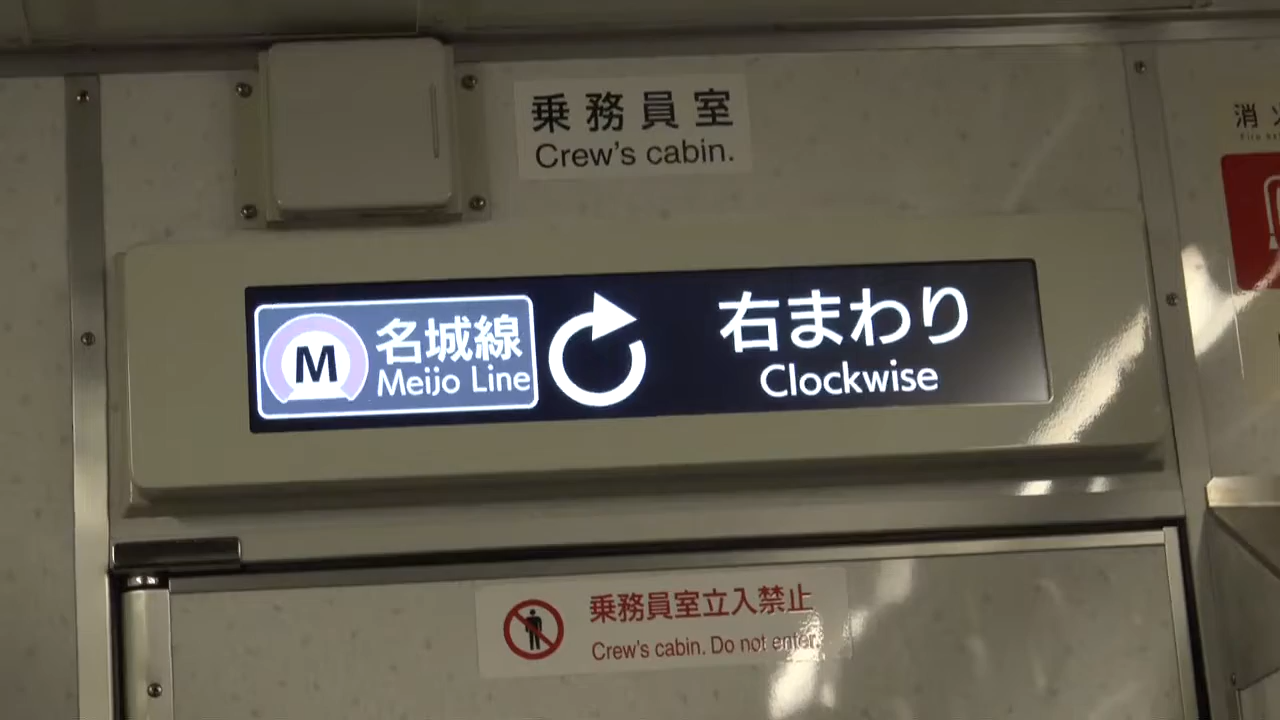 乗務員室
Crew's cabin.
消
M
名城線
Meijo Line
右まわり
Clockwise
乗務員室立入禁止
Crew's cabin. Do not enter.